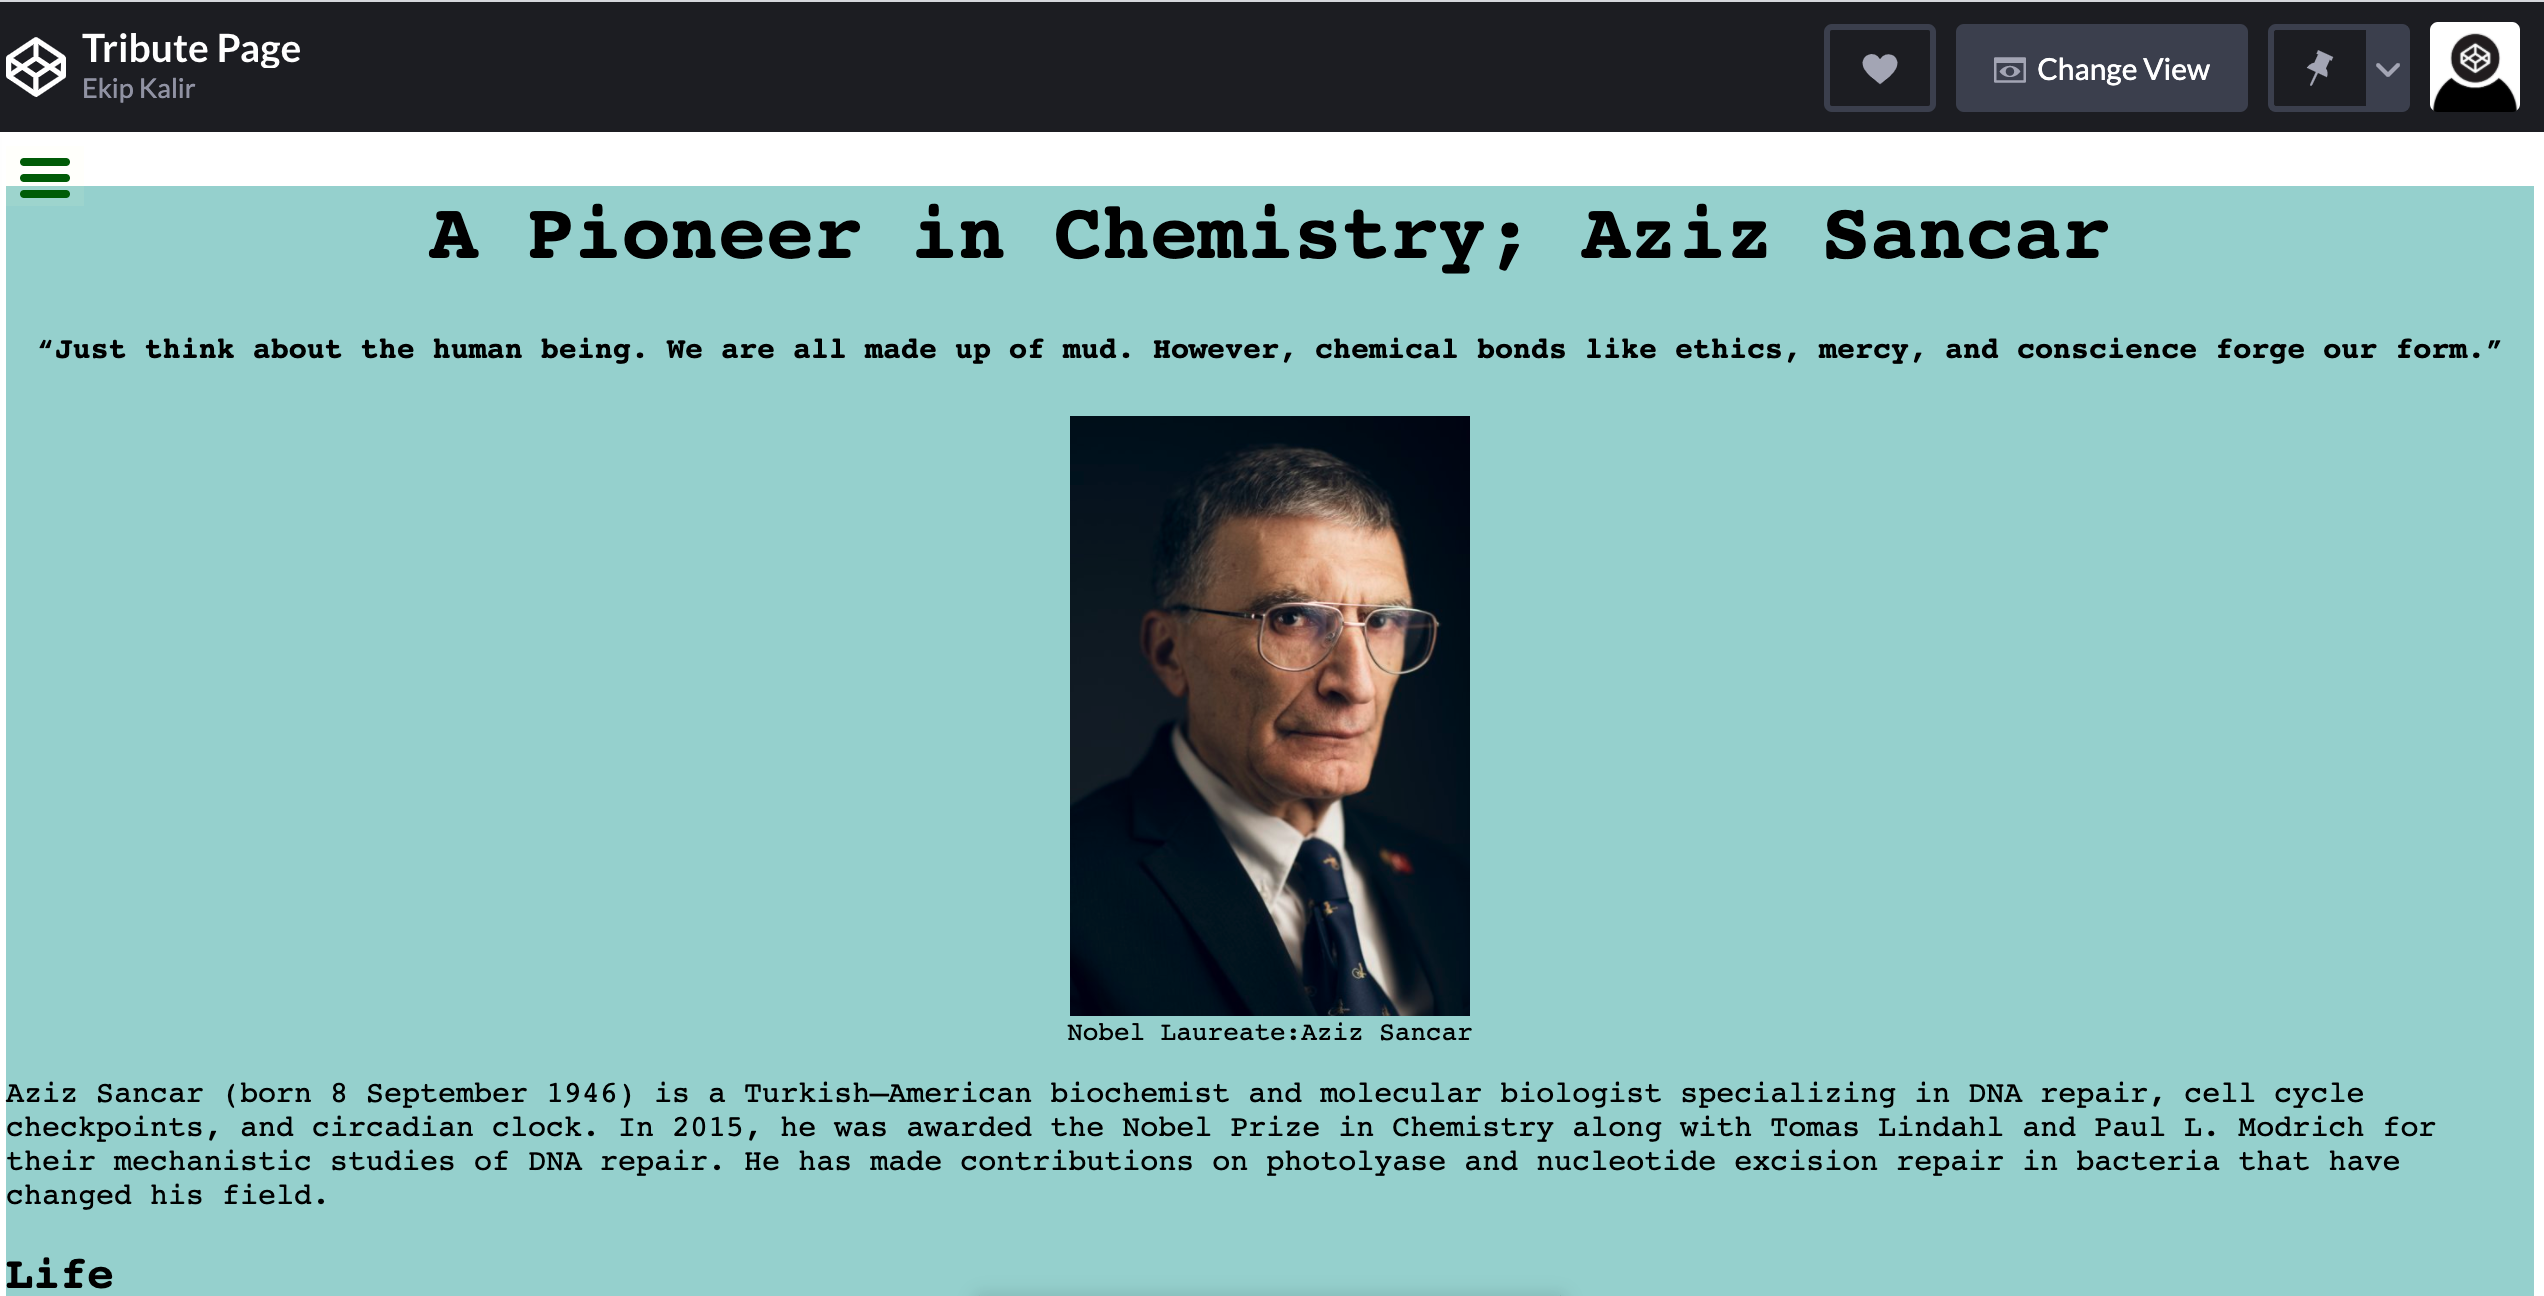 Tribute Page
Ekip Kalir
Change View
A Pioneer in Chemistry; Aziz Sancar
“Just think about the human being. We are all made up of mud. However, chemical bonds like ethics, mercy, and conscience forge our form.”
Nobel Laureate:Aziz Sancar
Aziz Sancar (born 8 September 1946) is a Turkish—American biochemist and molecular biologist specializing in DNA repair, cell cycle
checkpoints, and circadian clock. In 2015, he was awarded the Nobel Prize in Chemistry along with Tomas Lindahl and Paul L. Modrich for
their mechanistic studies of DNA repair. He has made contributions on photolyase and nucleotide excision repair in bacteria that have
changed his field.
Life